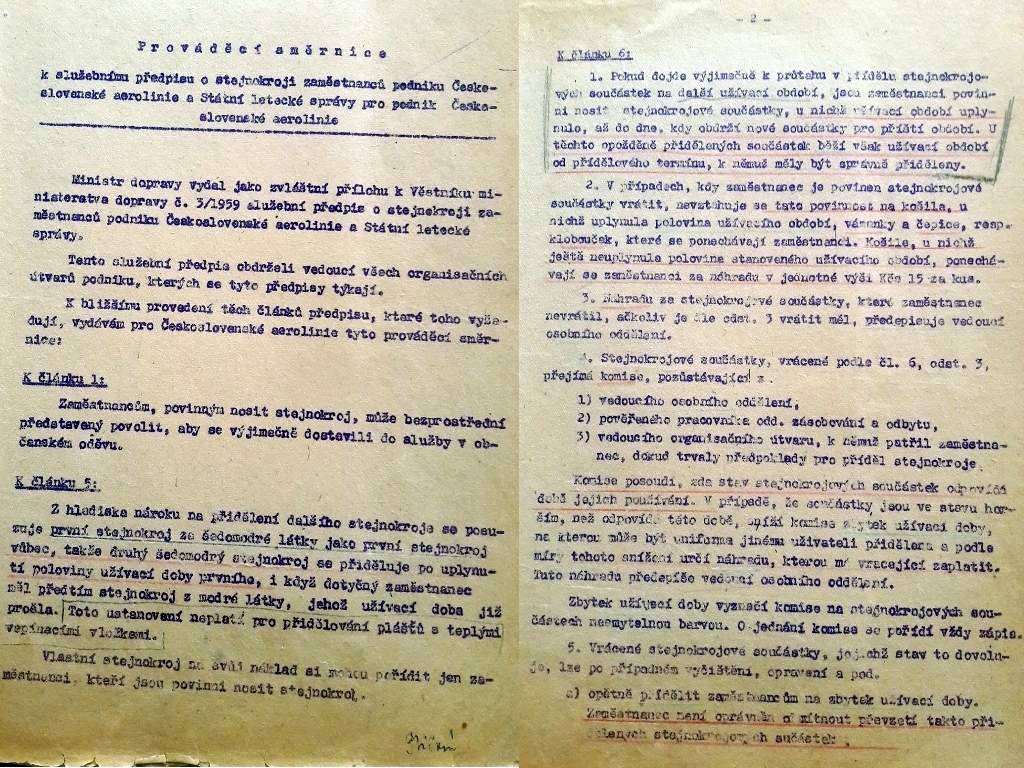 Prováděcí směrnice
k služebnímu předpisu o stejnokroji zaměstnanců podniku Česko-
slovenské aerolinie a Státní letecké správy pro podnik Česko-
slovenské aerolinie
Ministr dopravy vydal jako zvláštní přílohu k Věstníku mi-
nisterstva dopravy č. 3/1959 služební předpis o stejnokroji za-
městnanců podniku Československé aerolinie a Státní letecké
správy.
Tento služební předpis obdrželi vedoucí všech organisačních
útvarů podniku, kterých se tyto předpisy týkají.
K bližšímu provedení těch článků předpisu, které toho vyža-
dují, vydávám pro Československé aerolinie tyto prováděcí směr-
nice:
K článku 1:
Zaměstnancům, povinným nosit stejnokroj, může bezprostřední
představený povolit, aby se výjimečně dostavili do služby v ob-
čanském oděvu.
K článku 5:
Z hlediska nároku na přidělení dalšího stejnokroje se posu-
zuje první stejnokroj za šedomodré látky jako první stejnokroj
vůbec, takže druhý šedomodrý stejnokroj se přiděluje po uplynu-
tí poloviny užívací doby prvního, i když dotyčný zaměstnanec
měl předtím stejnokroj z modré látky, jehož užívací doba již
prošla. Toto ustanovení neplatí pro přidělování plášťů s teplými
vepínacími vložkami.
Vlastní stejnokroj na svůj náklad si mohou pořídit jen za-
městnanci, kteří jsou povinni nosit stejnokroj.
- 2 -
K článku 6:
1. Pokud dojde výjimečně k průtahu v přídělu stejnokrojo-
vých součástek na další užívací období, jsou zaměstnanci povin-
ni nosit stejnokrojové součástky, u nichž užívací období uply-
nulo, až do dne, kdy obdrží nové součástky pro příští období. U
těchto opožděně přidělených součástek běží však užívací období
od přídělového termínu, k němuž měly být správně přiděleny.
2. V případech, kdy zaměstnanec je povinen stejnokrojové
součástky vrátit, nevztahuje se tato povinnost na košila, u
nichž uplynula polovina užívacího období, vázanky a čepice, resp.
klobouček, které se ponechávají zaměstnanci. Košile, u nichž
ještě neuplynula polovina stanoveného užívacího období, ponechá-
vají se zaměstnanci za náhradu v jednotné výši Kčs 15 za kus.
3. Náhradu za stejnokrojové součástky, které zaměstnanec
nevrátil, ačkoliv je dle odst. 3 vrátit měl, předepisuje vedoucí
osobního oddělení.
4. Stejnokrojové součástky, vrácené podle čl. 6, odst. 3,
přejímá komise, pozůstávající z
1) vedoucího osobního oddělení,
2) pověřeného pracovníka odd. zásobování a odbytu,
3) vedoucího organisačního útvaru, k němuž patřil zaměstna-
nec, dokud trvaly předpoklady pro příděl stejnokroje.
Komise posoudí, zda stav stejnokrojových součástek odpovídá
době jejich používání. V případě, že součástky jsou ve stavu hor-
ším, než odpovídá této době, sníží komise zbytek užívací doby,
na kterou může být uniforma jinému uživateli přidělena a podle
míry tohoto snížení určí náhradu, kterou má vracející zaplatit.
Tuto náhradu předepíše vedoucí osobního oddělení.
Zbytek užívací doby vyznačí komise na stejnokrojových sou-
částech nesmytelnou barvou. O jednání komise se pořídí vždy zápis.
5. Vrácené stejnokrojové součástky, jejichž stav to dovolu-
je, lze po případném vyčištění, opravení a pod.
a) opětně přidělit zaměstnancům na zbytek užívací doby.
Zaměstnanec není oprávněn odmítnout převzetí takto při-
dělených stejnokrojových součástek.